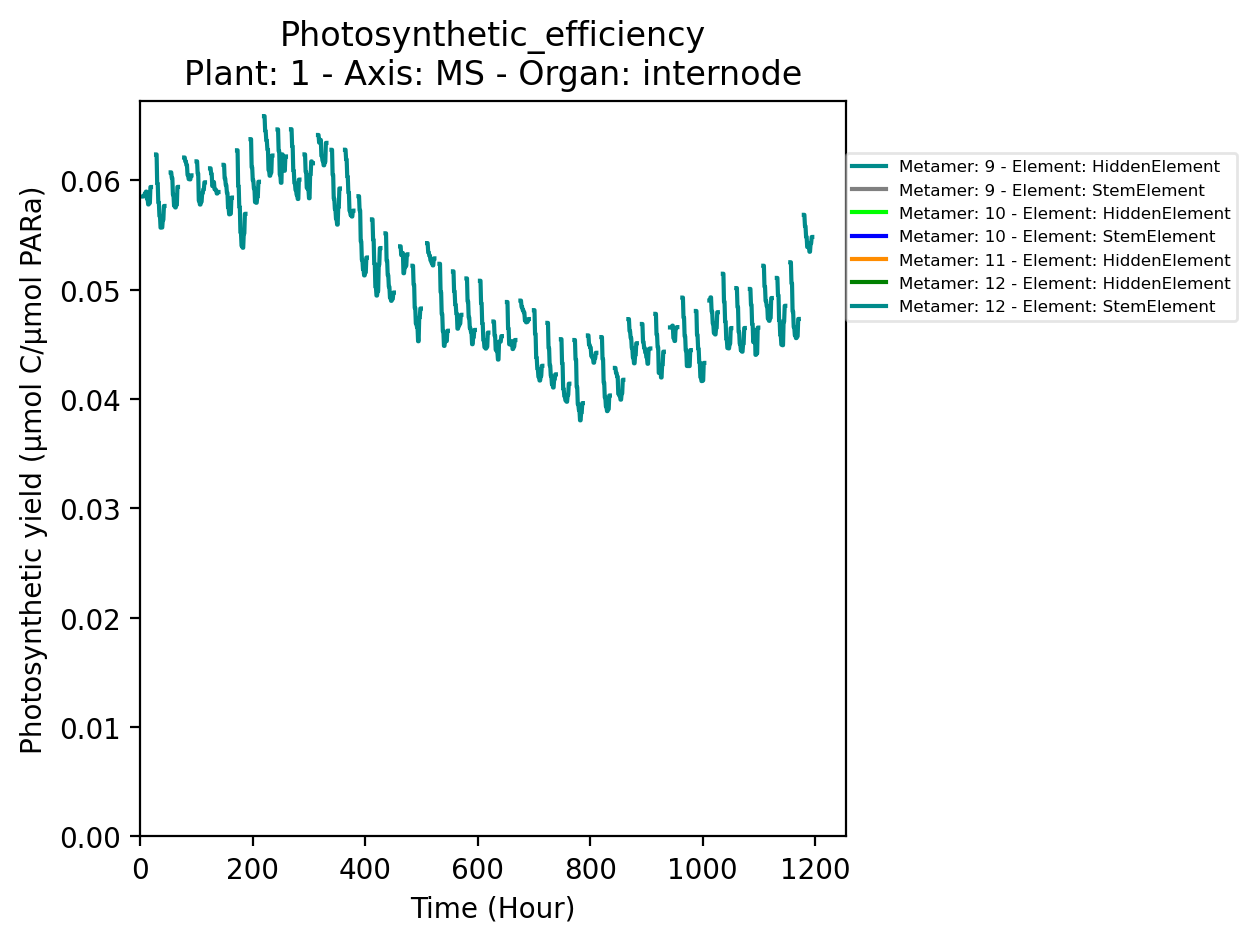 Photosynthetic_efficiency
Plant: 1 - Axis: MS - Organ: internode
Photosynthetic yield (µmol C/µmol PARa)
0.06
0.05
0.04
0.03
0.02
0.01
0.00
0 200 400 600 800 1000 1200
Time (Hour)
Metamer: 9 - Element: HiddenElement
Metamer: 9 - Element: StemElement
Metamer: 10 - Element: HiddenElement
Metamer: 10 - Element: StemElement
Metamer: 11 - Element: HiddenElement
Metamer: 12 - Element: HiddenElement
Metamer: 12 - Element: StemElement